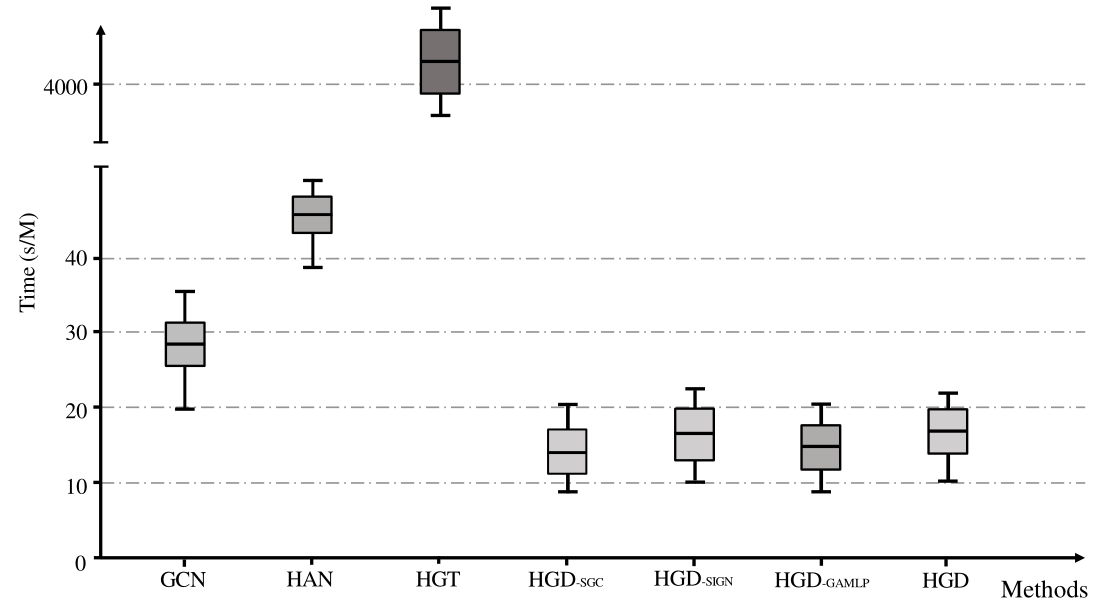 4000
40
30
20
10
0
Time (s/M)
GCN
HAN
HGT
HGD-SGC
HGD-SIGN
HGD-GAMLP
HGD
Methods